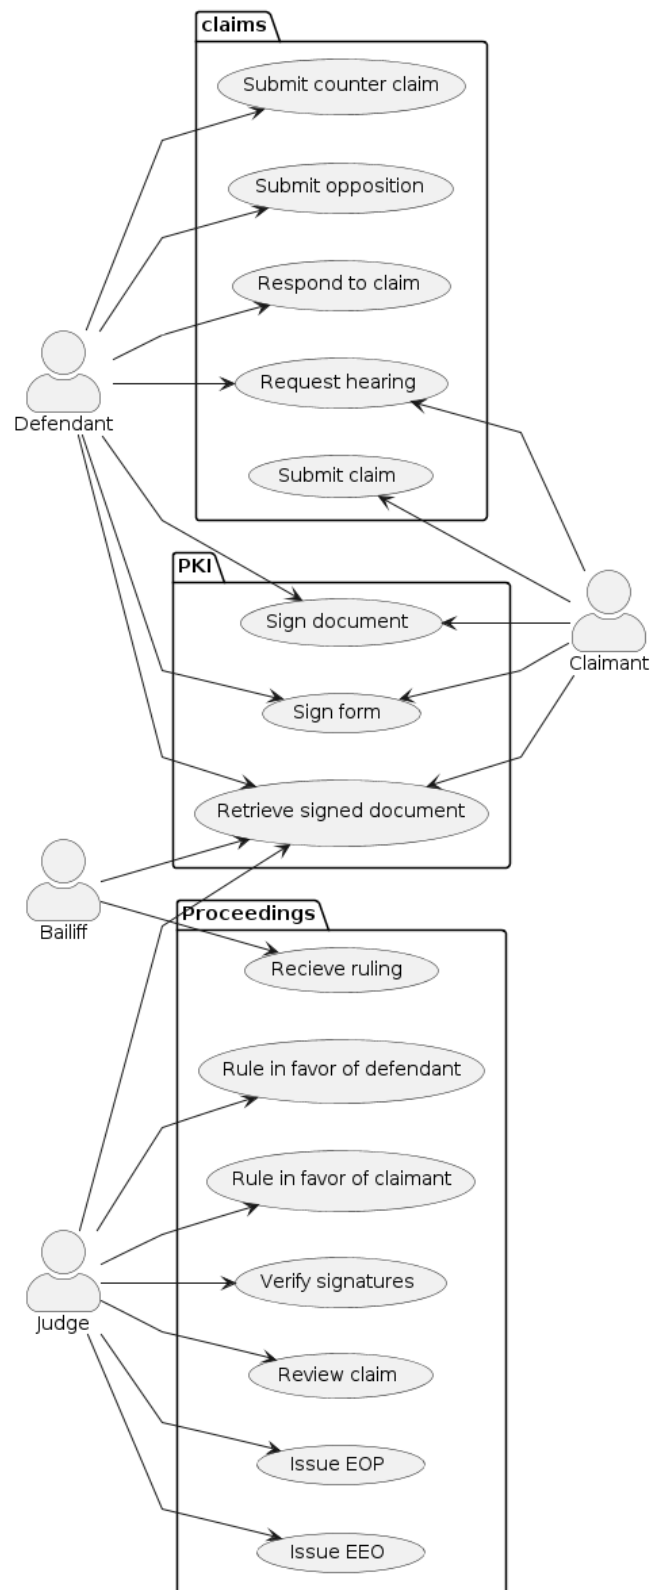 claims
Submit counter claim
Submit opposition
Respond to claim
Request hearing
Defendant
Submit claim
PKI
Sign document
Claimant
Sign form
Retrieve signed document
Bailiff
Proceedings
Recieve ruling
Rule in favor of defendant
Rule in favor of claimant
Verify signatures
Judge
Review claim
Issue EOP
Issue EEO